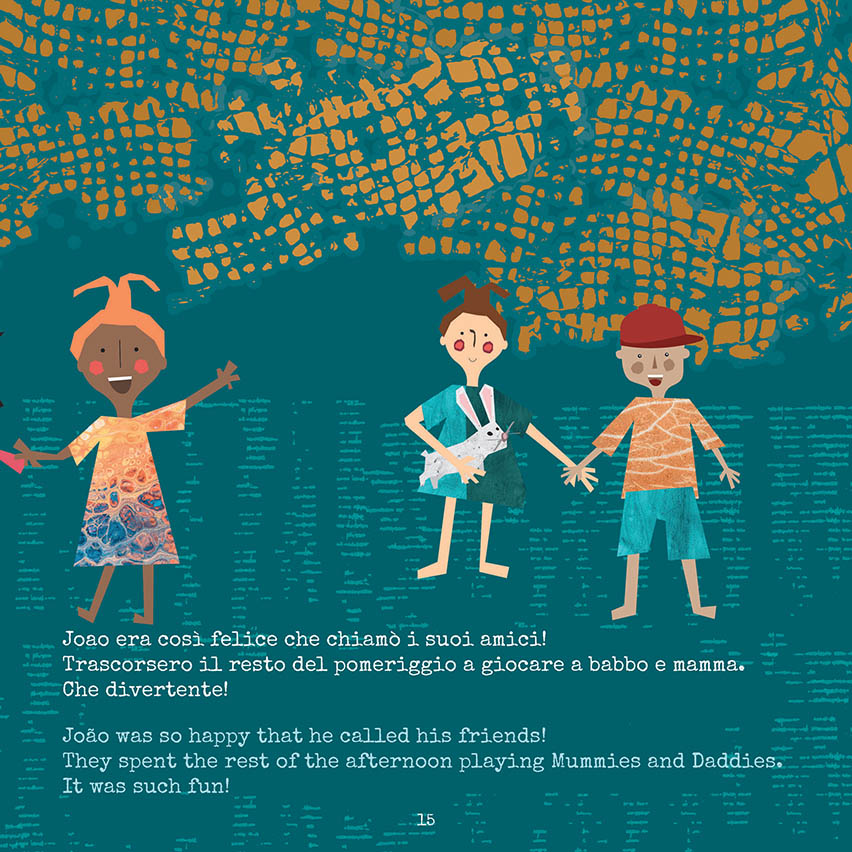 Joao era così felice che chiamò i suoi amici!
Trascorsero il resto del pomeriggio a giocare a babbo e mamma.
Che divertente!
João was so happy that he called his friends!
They spent the rest of the afternoon playing Mummies and Daddies.
It was such fun!
15